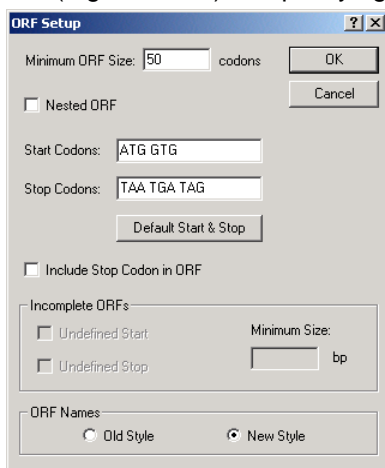 ORF Setup ? ×
Minimum ORF Size: 50 codons OK
Nested ORF Cancel
Start Codons: ATG GTG
Stop Codons: TAA TGA TAG
Default Start & Stop
Include Stop Codon in ORF
Incomplete ORFs
Undefined Start Minimum Size:
Undefined Stop bp
ORF Names
Old Style New Style